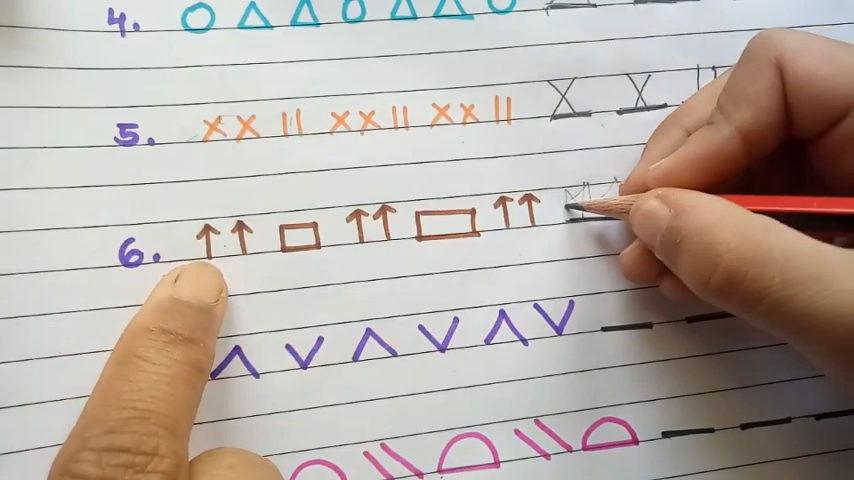 4. O △ △ O △ △ O
5. X X || X X || X X || X X |
6. ↑ ↑ □ ↑ ↑ ▭ ↑ ↑
∧ ∨ ∧ ∨ ∧ ∨